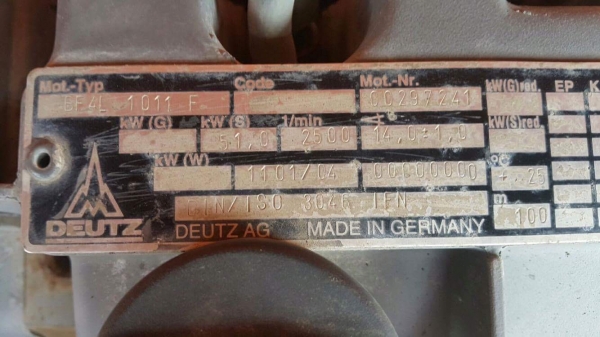 Mot.-Typ Code Mot.-Nr. kW(G)red. EP K
BF4L 1011 F 00297241
kW (G) kW (S) 1/min kW(S)red.
51,0 2500 14,0±1,0
kW (W) °C
1101/04 0000000 + 25
DIN/ISO 3046 IFN m 100
DEUTZ DEUTZ AG MADE IN GERMANY